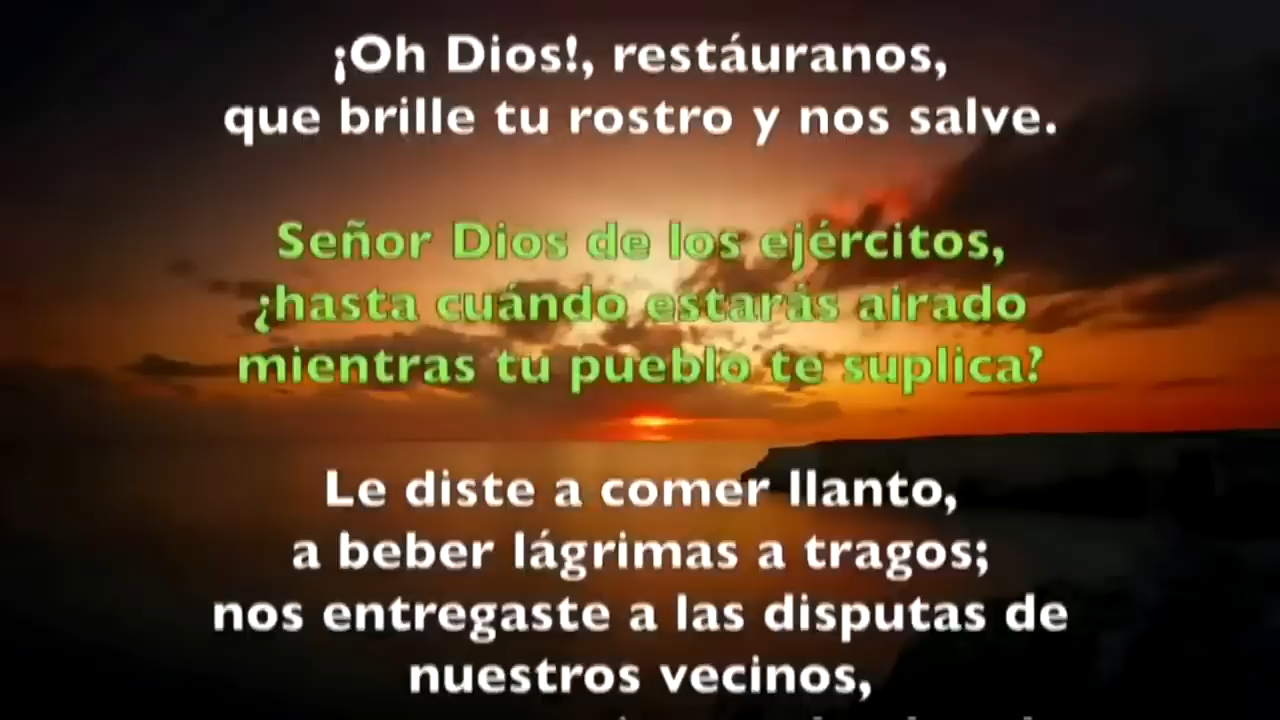 ¡Oh Dios!, restáuranos,
que brille tu rostro y nos salve.
Señor Dios de los ejércitos,
¿hasta cuándo estarás airado
mientras tu pueblo te suplica?
Le diste a comer llanto,
a beber lágrimas a tragos;
nos entregaste a las disputas de
nuestros vecinos,